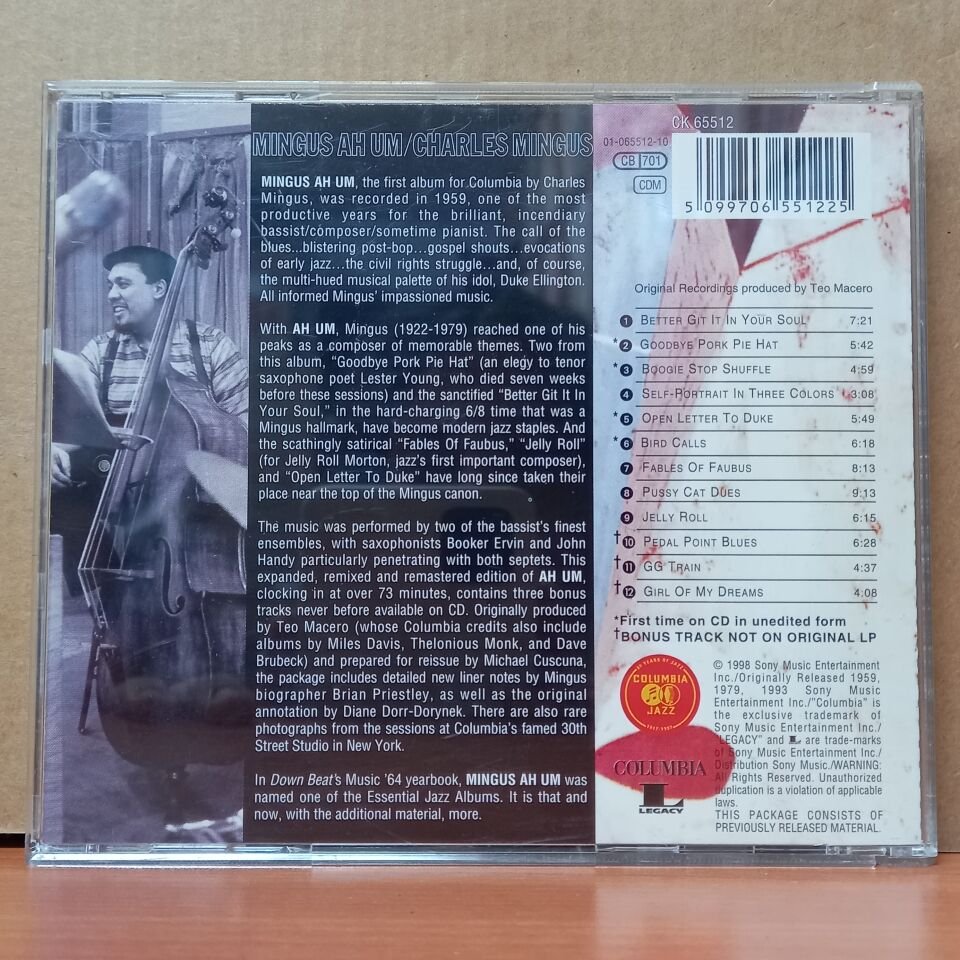 MINGUS AH UM/CHARLES MINGUS
MINGUS AH UM, the first album for Columbia by Charles
Mingus, was recorded in 1959, one of the most
productive years for the brilliant, incendiary
bassist/composer/sometime pianist. The call of the
blues...blistering post-bop...gospel shouts...evocations
of early jazz...the civil rights struggle...and, of course,
the multi-hued musical palette of his idol, Duke Ellington.
All informed Mingus' impassioned music.
With AH UM, Mingus (1922-1979) reached one of his
peaks as a composer of memorable themes. Two from
this album, "Goodbye Pork Pie Hat" (an elegy to tenor
saxophone poet Lester Young, who died seven weeks
before these sessions) and the sanctified "Better Git It In
Your Soul," in the hard-charging 6/8 time that was a
Mingus hallmark, have become modern jazz staples. And
the scathingly satirical "Fables Of Faubus," "Jelly Roll"
(for Jelly Roll Morton, jazz's first important composer),
and "Open Letter To Duke" have long since taken their
place near the top of the Mingus canon.
The music was performed by two of the bassist's finest
ensembles, with saxophonists Booker Ervin and John
Handy particularly penetrating with both septets. This
expanded, remixed and remastered edition of AH UM,
clocking in at over 73 minutes, contains three bonus
tracks never before available on CD. Originally produced
by Teo Macero (whose Columbia credits also include
albums by Miles Davis, Thelonious Monk, and Dave
Brubeck) and prepared for reissue by Michael Cuscuna,
the package includes detailed new liner notes by Mingus
biographer Brian Priestley, as well as the original
annotation by Diane Dorr-Dorynek. There are also rare
photographs from the sessions at Columbia's famed 30th
Street Studio in New York.
In Down Beat's Music '64 yearbook, MINGUS AH UM was
named one of the Essential Jazz Albums. It is that and
now, with the additional material, more.
CK 65512
01-065512-10
CB 701
CDM
5 099706 551225
Original Recordings produced by Teo Macero
1 BETTER GIT IT IN YOUR SOUL 7:21
*2 GOODBYE PORK PIE HAT 5:42
*3 BOOGIE STOP SHUFFLE 4:59
4 SELF-PORTRAIT IN THREE COLORS 3:08
*5 OPEN LETTER TO DUKE 5:49
*6 BIRD CALLS 6:18
7 FABLES OF FAUBUS 8:13
8 PUSSY CAT DUES 9:13
9 JELLY ROLL 6:15
†10 PEDAL POINT BLUES 6:28
†11 GG TRAIN 4:37
†12 GIRL OF MY DREAMS 4:08
*First time on CD in unedited form
†BONUS TRACK NOT ON ORIGINAL LP
COLUMBIA
JAZZ
COLUMBIA
L
LEGACY
© 1998 Sony Music Entertainment
Inc./Originally Released 1959,
1979, 1993 Sony Music
Entertainment Inc./"Columbia" is
the exclusive trademark of
Sony Music Entertainment Inc./
"LEGACY" and L are trade-marks
of Sony Music Entertainment Inc./
Distribution Sony Music./WARNING:
All Rights Reserved. Unauthorized
duplication is a violation of applicable
laws.
THIS PACKAGE CONSISTS OF
PREVIOUSLY RELEASED MATERIAL.